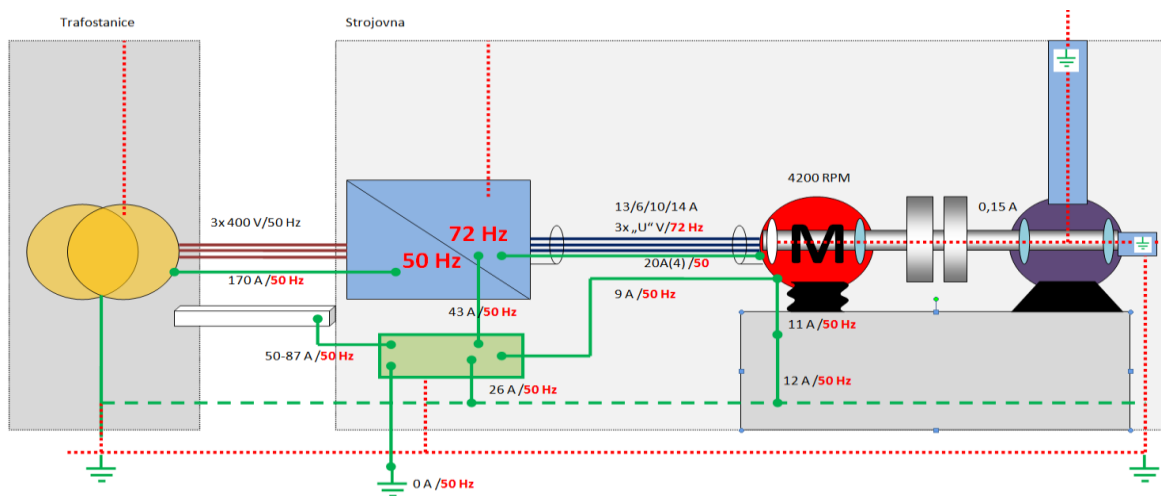 Trafostanice
Strojovna
4200 RPM
13/6/10/14 A
0,15 A
3x 400 V/50 Hz
3x „U“ V/72 Hz
72 Hz
M
50 Hz
20A(4) /50
170 A/50 Hz
9 A/50 Hz
43 A/50 Hz
11 A/50 Hz
50-87 A/50 Hz
12 A/50 Hz
26 A/50 Hz
0 A/50 Hz